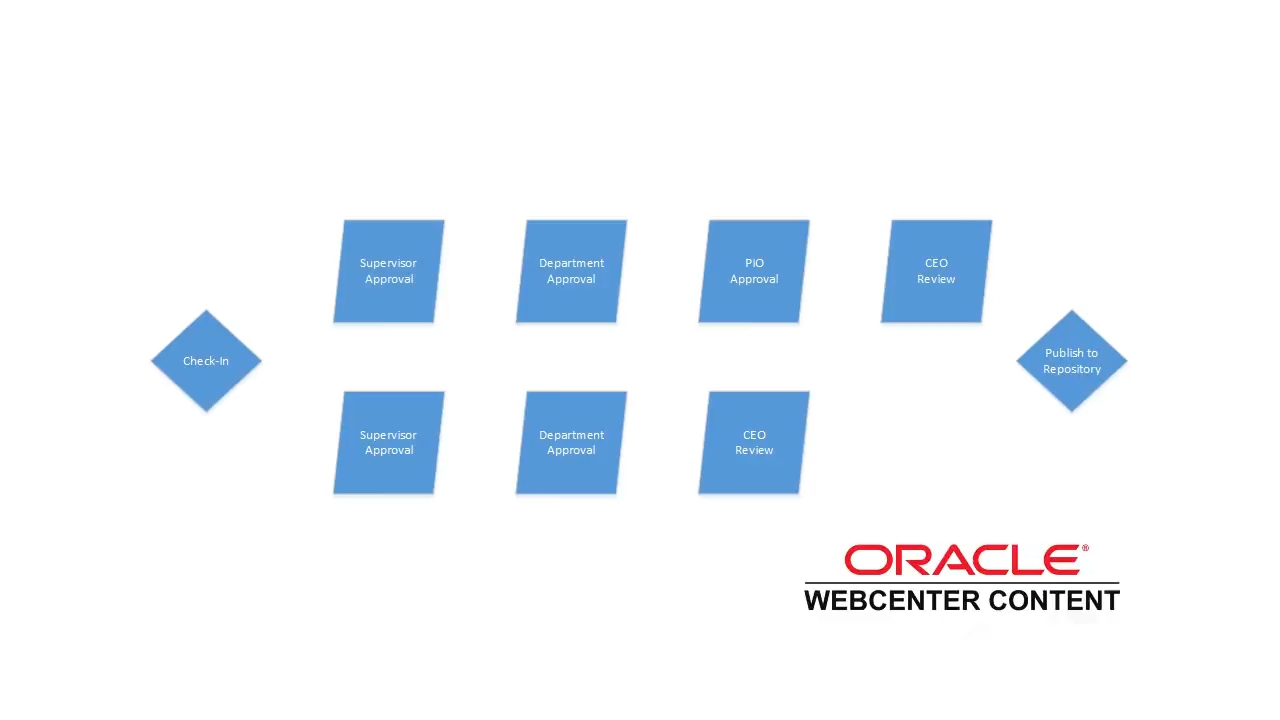 Supervisor
Approval
Department
Approval
PIO
Approval
CEO
Review
Check-In
Publish to
Repository
Supervisor
Approval
Department
Approval
CEO
Review
ORACLE®
WEBCENTER CONTENT